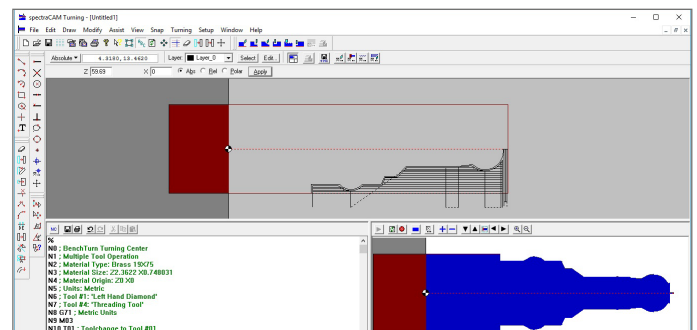 spectraCAM Turning - [Untitled1]
File Edit Draw Modify Assist View Snap Turning Setup Window Help
Absolute 4.3180,13.4620 Layer: Layer_0 Select Edit...
Z 59.69 X 0 Abs Rel Polar Apply
%
N0 ; BenchTurn Turning Center
N1 ; Multiple Tool Operation
N2 ; Material Type: Brass 19X75
N3 ; Material Size: Z2.3622 X0.748031
N4 ; Material Origin: Z0 X0
N5 ; Units: Metric
N6 ; Tool #1: "Left Hand Diamond"
N7 ; Tool #4: "Threading Tool"
N8 G71 ; Metric Units
N9 M03
N10 T01 ; Toolchange to Tool #01